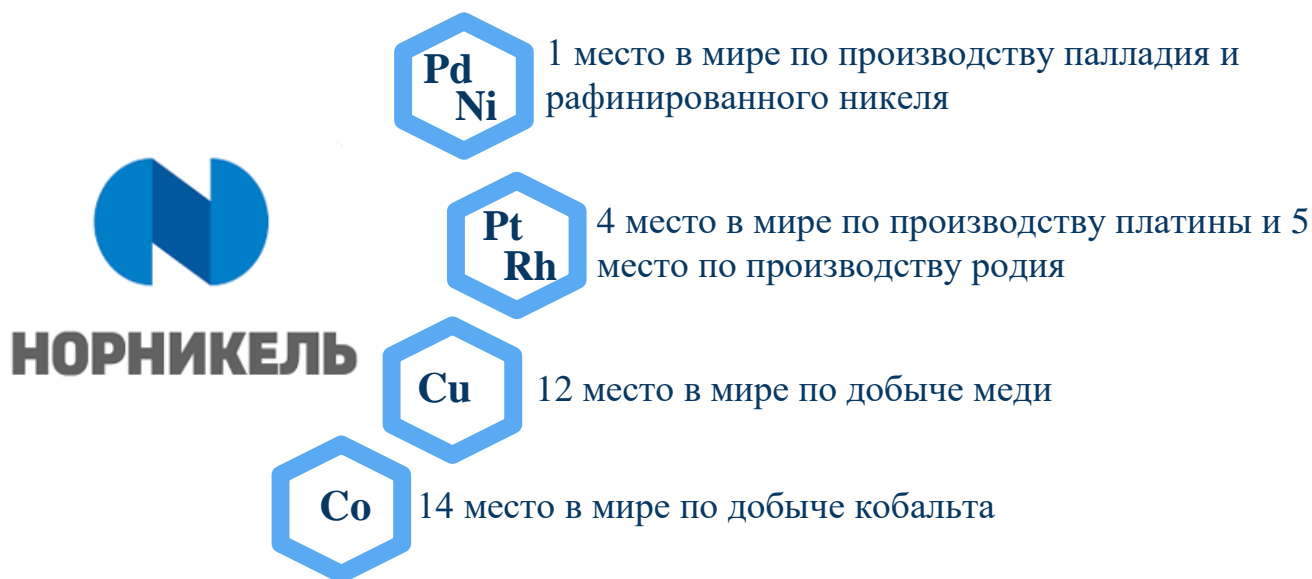 Pd
Ni
1 место в мире по производству палладия и
рафинированного никеля
Pt
Rh
4 место в мире по производству платины и 5
место по производству родия
НОРНИКЕЛЬ
Cu
12 место в мире по добыче меди
Co
14 место в мире по добыче кобальта